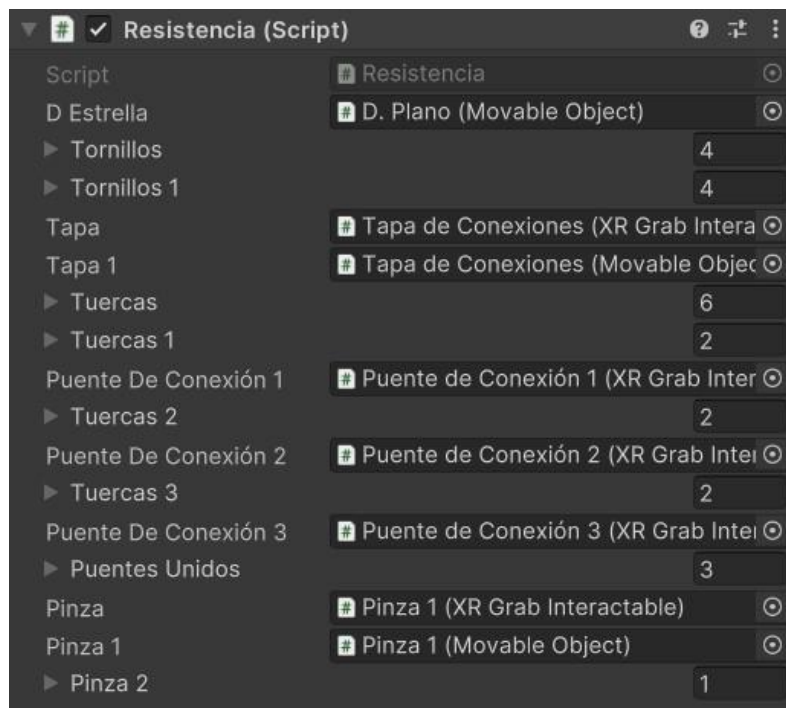 Resistencia (Script)
Script Resistencia
D Estrella D. Plano (Movable Object)
Tornillos 4
Tornillos 1 4
Tapa Tapa de Conexiones (XR Grab Intera
Tapa 1 Tapa de Conexiones (Movable Objec
Tuercas 6
Tuercas 1 2
Puente De Conexión 1 Puente de Conexión 1 (XR Grab Inter
Tuercas 2 2
Puente De Conexión 2 Puente de Conexión 2 (XR Grab Inter
Tuercas 3 2
Puente De Conexión 3 Puente de Conexión 3 (XR Grab Inter
Puentes Unidos 3
Pinza Pinza 1 (XR Grab Interactable)
Pinza 1 Pinza 1 (Movable Object)
Pinza 2 1